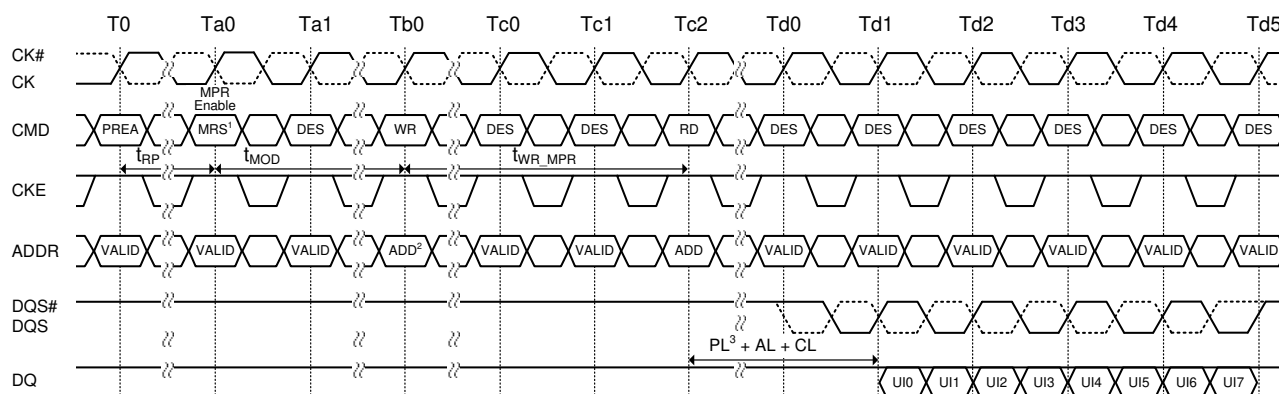 T0 Ta0 Ta1 Tb0 Tc0 Tc1 Tc2 Td0 Td1 Td2 Td3 Td4 Td5
CK#
CK
MPR
Enable
CMD PREA MRS¹ DES WR DES DES RD DES DES DES DES DES DES
tRP tMOD tWR_MPR
CKE
ADDR VALID VALID VALID ADD² VALID VALID ADD VALID VALID VALID VALID VALID VALID
DQS#
DQS
PL³ + AL + CL
DQ UI0 UI1 UI2 UI3 UI4 UI5 UI6 UI7